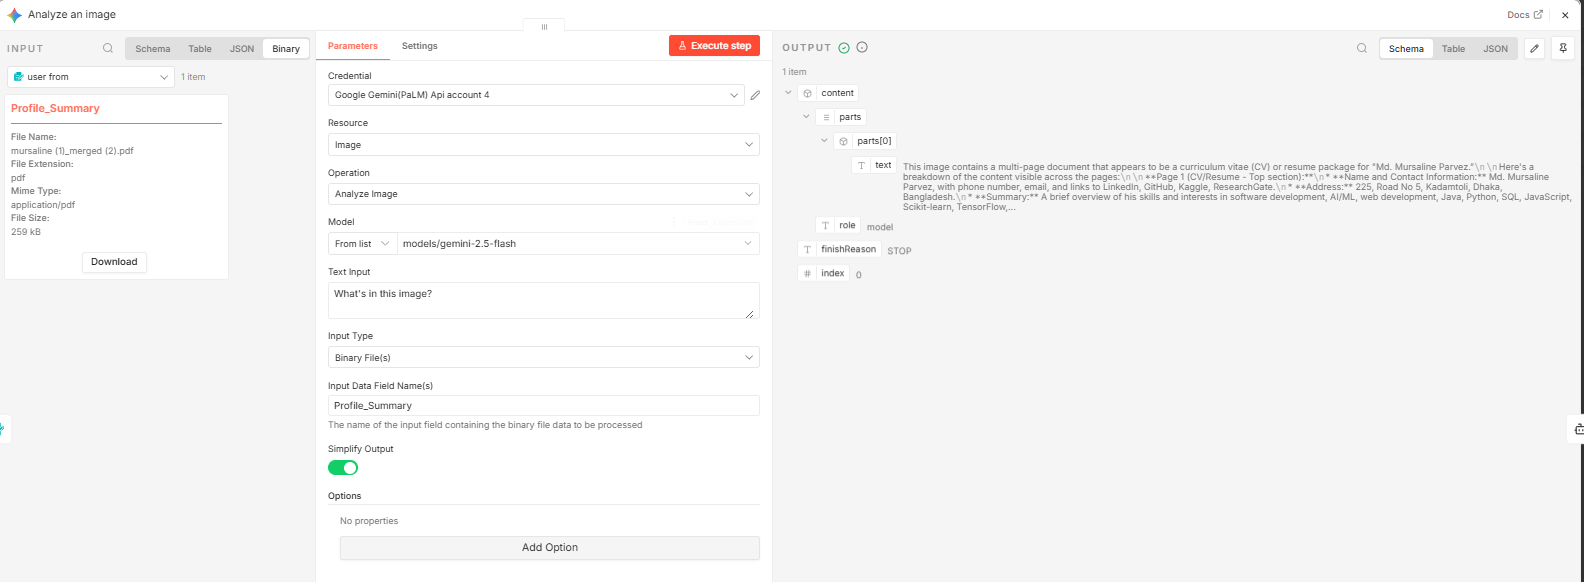 Analyze an image
Docs
INPUT
Schema
Table
JSON
Binary
user from
1 item
Profile_Summary
File Name:
mursaline (1)_merged (2).pdf
File Extension:
pdf
Mime Type:
application/pdf
File Size:
259 kB
Download
Parameters
Settings
Execute step
Credential
Google Gemini(PaLM) Api account 4
Resource
Image
Operation
Analyze Image
Model
From list
models/gemini-2.5-flash
Text Input
What's in this image?
Input Type
Binary File(s)
Input Data Field Name(s)
Profile_Summary
The name of the input field containing the binary file data to be processed
Simplify Output
Options
No properties
Add Option
OUTPUT
Schema
Table
JSON
1 item
content
parts
parts[0]
T text
This image contains a multi-page document that appears to be a curriculum vitae (CV) or resume package for "Md. Mursaline Parvez."\n \n Here's a
breakdown of the content visible across the pages:\n \n **Page 1 (CV/Resume - Top section):**\n * **Name and Contact Information:** Md. Mursaline
Parvez, with phone number, email, and links to LinkedIn, GitHub, Kaggle, ResearchGate.\n * **Address:** 225, Road No 5, Kadamtoli, Dhaka,
Bangladesh.\n * **Summary:** A brief overview of his skills and interests in software development, AI/ML, web development, Java, Python, SQL, JavaScript,
Scikit-learn, TensorFlow,...
T role
model
T finishReason
STOP
# index
0